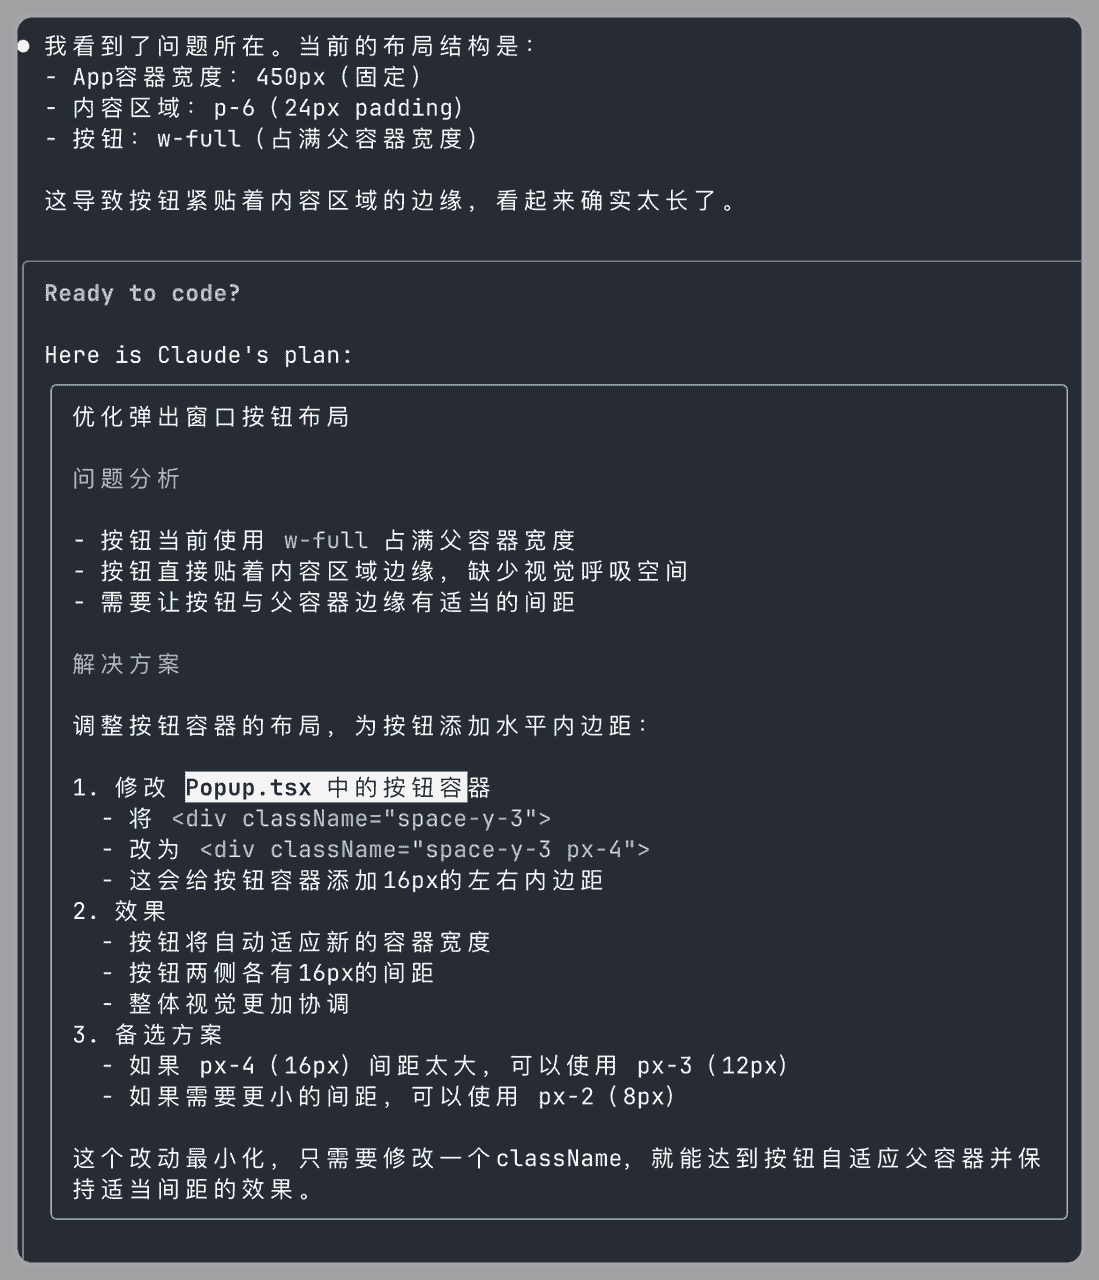 我看到了问题所在。当前的布局结构是：
- App容器宽度：450px（固定）
- 内容区域：p-6（24px padding）
- 按钮：w-full（占满父容器宽度）
这导致按钮紧贴着内容区域的边缘，看起来确实太长了。
Ready to code?
Here is Claude's plan:
优化弹出窗口按钮布局
问题分析
- 按钮当前使用 w-full 占满父容器宽度
- 按钮直接贴着内容区域边缘，缺少视觉呼吸空间
- 需要让按钮与父容器边缘有适当的间距
解决方案
调整按钮容器的布局，为按钮添加水平内边距：
1. 修改 Popup.tsx 中的按钮容器
- 将 <div className="space-y-3">
- 改为 <div className="space-y-3 px-4">
- 这会给按钮容器添加16px的左右内边距
2. 效果
- 按钮将自动适应新的容器宽度
- 按钮两侧各有16px的间距
- 整体视觉更加协调
3. 备选方案
- 如果 px-4（16px）间距太大，可以使用 px-3（12px）
- 如果需要更小的间距，可以使用 px-2（8px）
这个改动最小化，只需要修改一个className，就能达到按钮自适应父容器并保
持适当间距的效果。